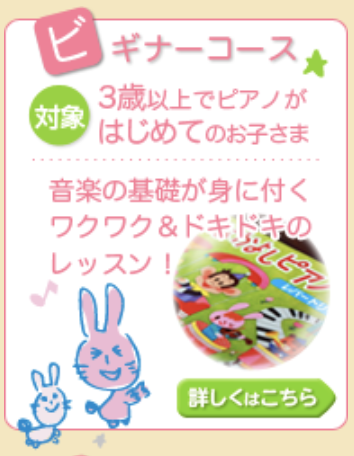 ビギナーコース
対象
3歳以上でピアノが
はじめてのお子さま
音楽の基礎が身に付く
ワクワク＆ドキドキの
レッスン！
詳しくはこちら